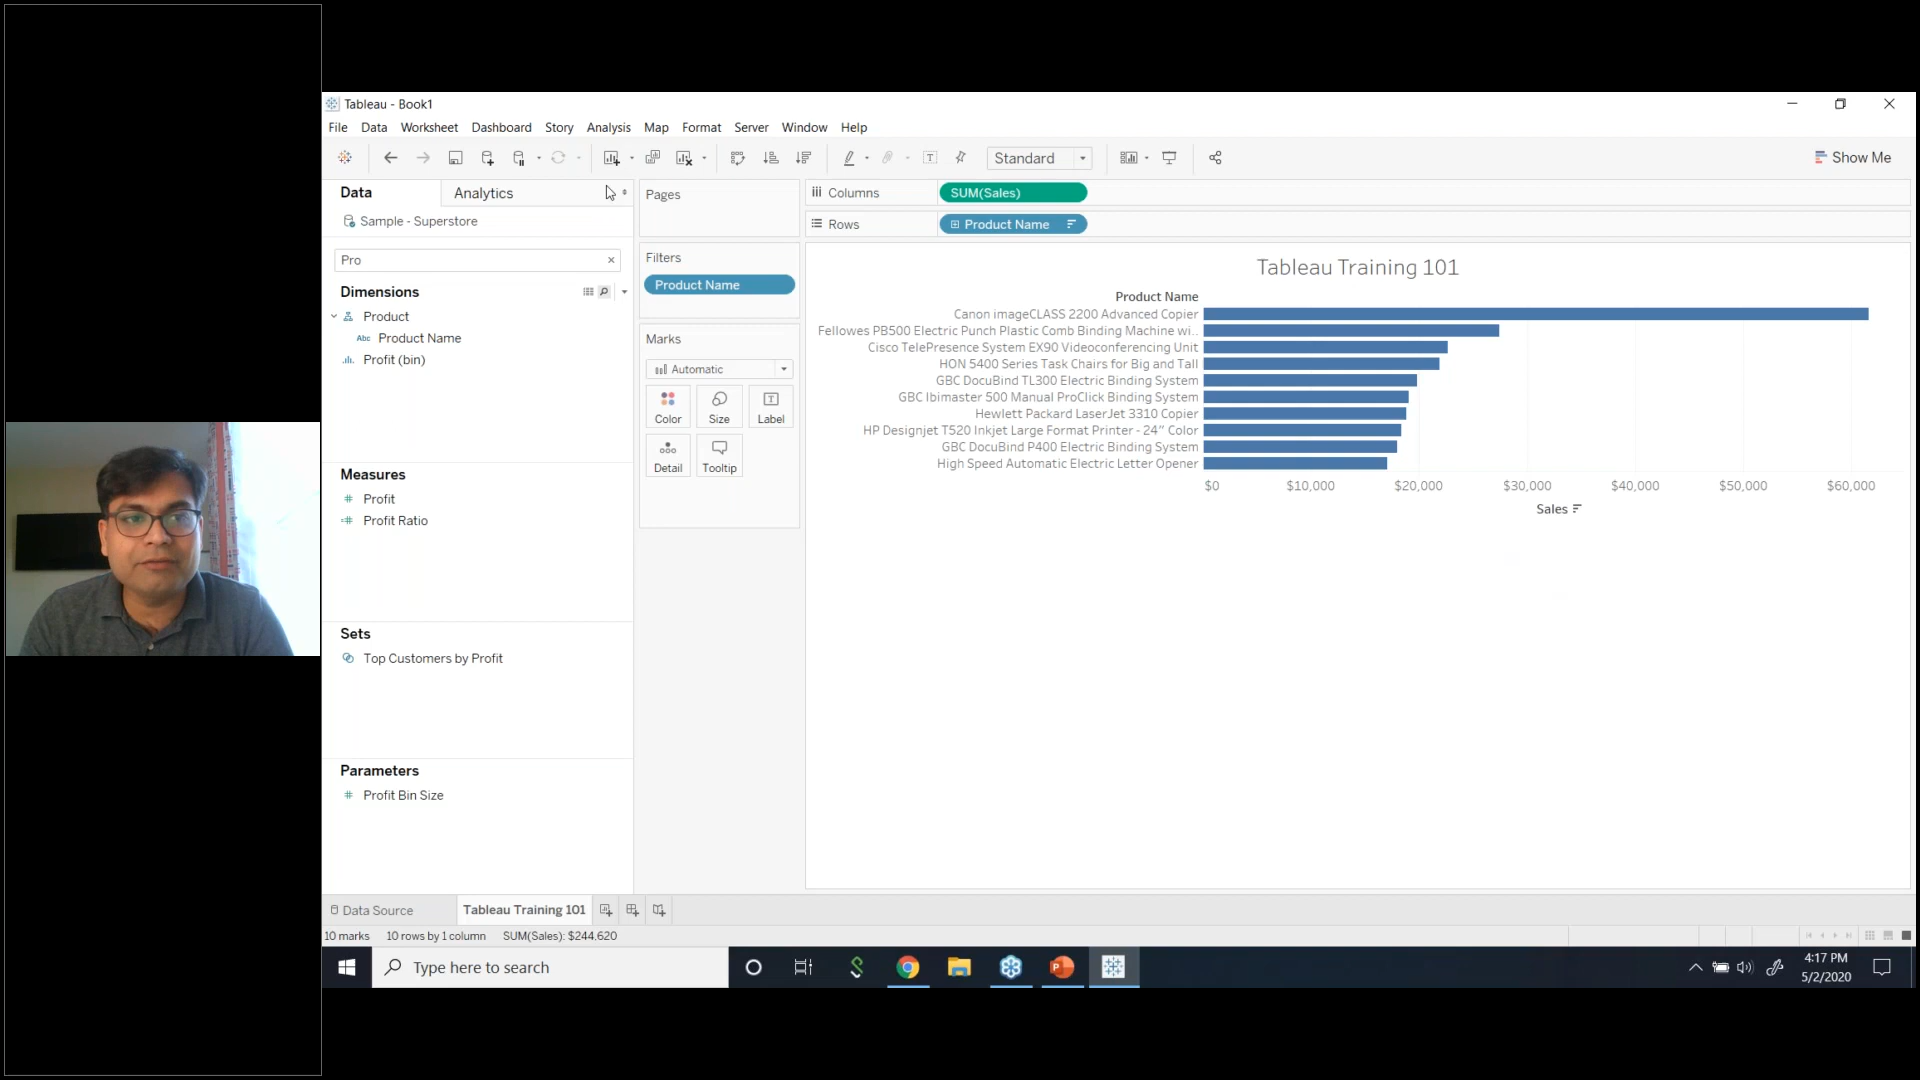 Tableau - Book1
File Data Worksheet Dashboard Story Analysis Map Format Server Window Help
Standard
Show Me
Data
Analytics
Sample - Superstore
Pro
Dimensions
Product
Abc Product Name
Profit (bin)
Measures
Profit
Profit Ratio
Sets
Top Customers by Profit
Parameters
Profit Bin Size
Pages
Filters
Product Name
Marks
Automatic
Color Size Label
Detail Tooltip
Columns SUM(Sales)
Rows Product Name
Tableau Training 101
Product Name
Canon imageCLASS 2200 Advanced Copier
Fellowes PB500 Electric Punch Plastic Comb Binding Machine wi..
Cisco TelePresence System EX90 Videoconferencing Unit
HON 5400 Series Task Chairs for Big and Tall
GBC DocuBind TL300 Electric Binding System
GBC Ibimaster 500 Manual ProClick Binding System
Hewlett Packard LaserJet 3310 Copier
HP Designjet T520 Inkjet Large Format Printer - 24" Color
GBC DocuBind P400 Electric Binding System
High Speed Automatic Electric Letter Opener
$0 $10,000 $20,000 $30,000 $40,000 $50,000 $60,000
Sales
Data Source Tableau Training 101
10 marks 10 rows by 1 column SUM(Sales): $244,620
Type here to search
4:17 PM
5/2/2020